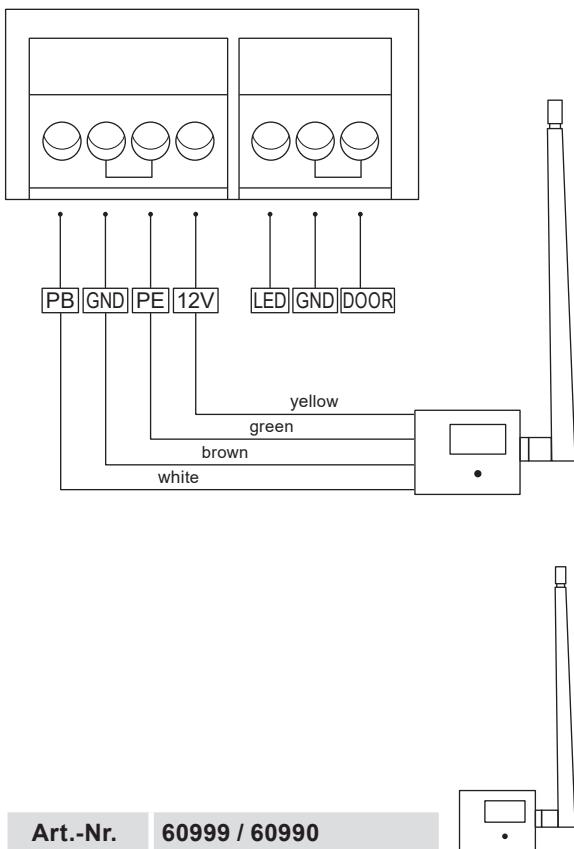 PB GND PE 12V LED GND DOOR
yellow
green
brown
white
Art.-Nr. 60999 / 60990